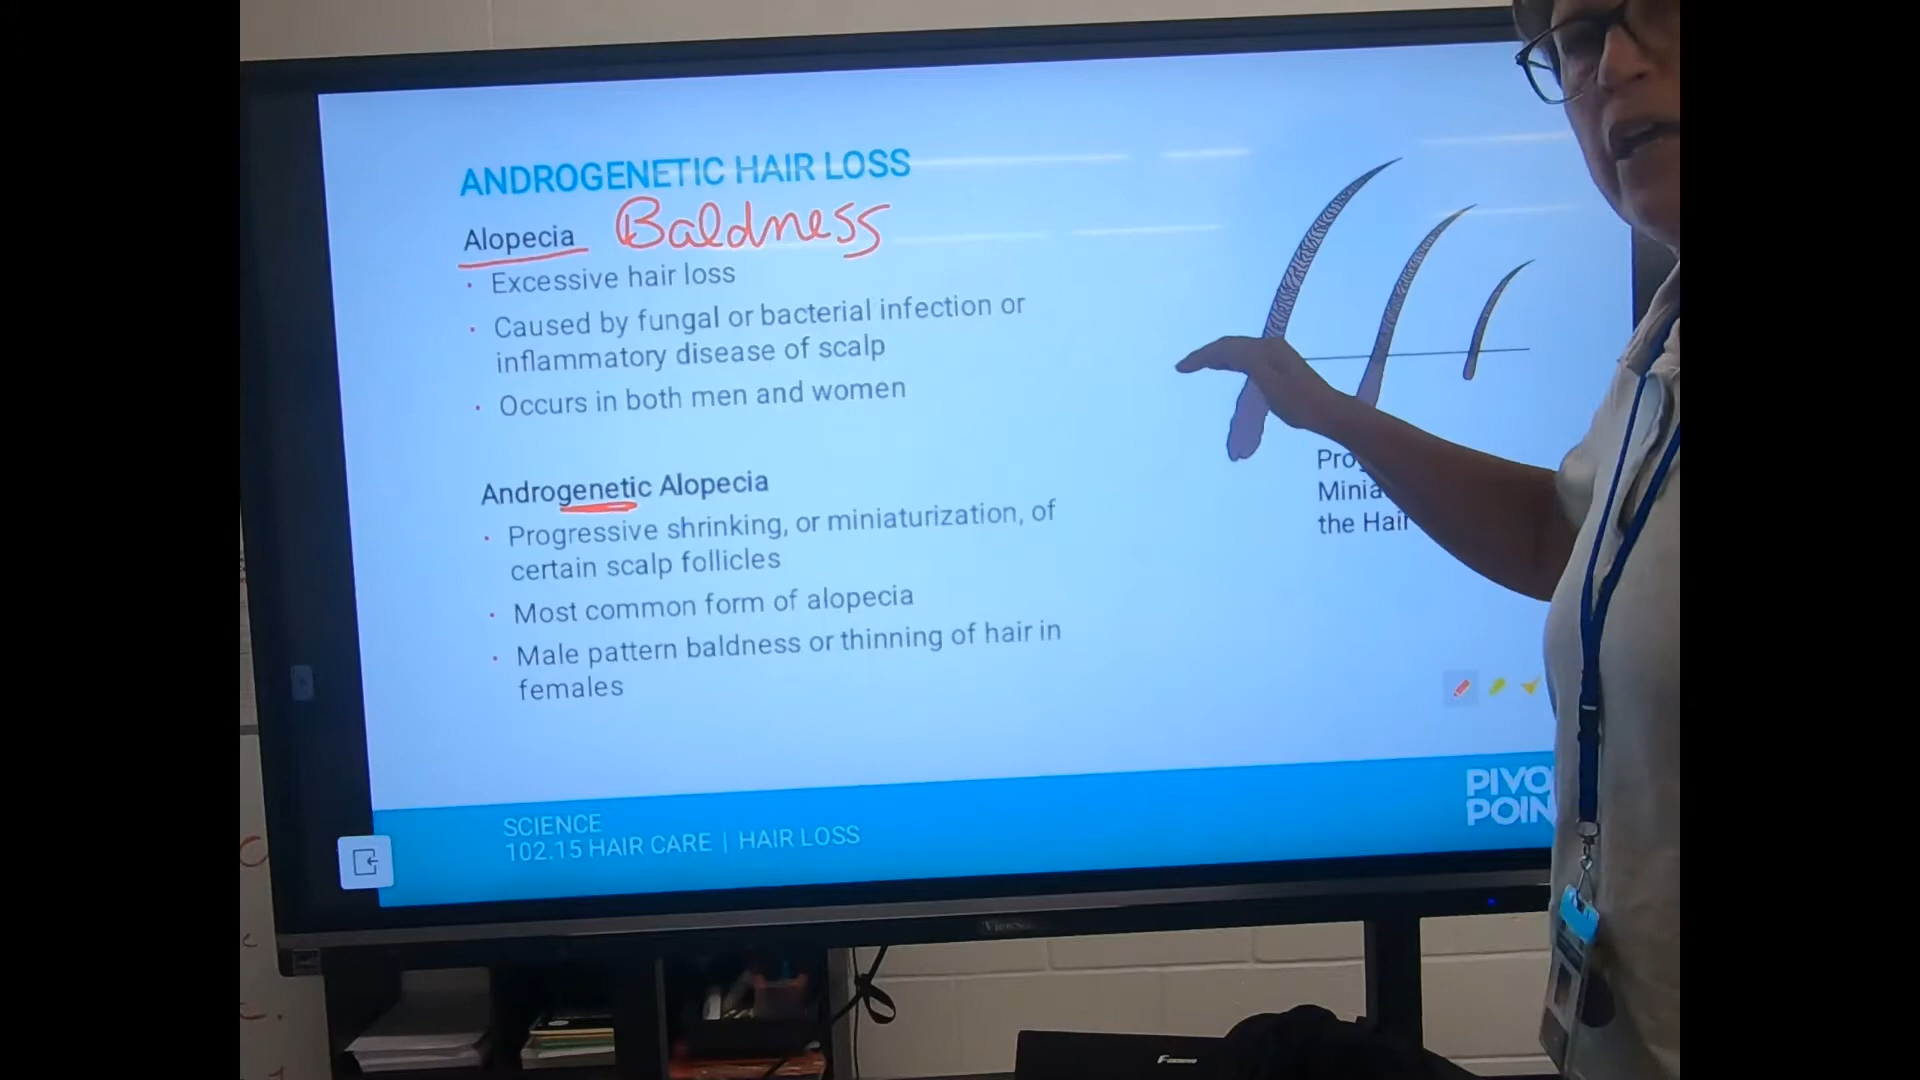 ANDROGENETIC HAIR LOSS
Alopecia Baldness
· Excessive hair loss
· Caused by fungal or bacterial infection or
inflammatory disease of scalp
· Occurs in both men and women
Androgenetic Alopecia
· Progressive shrinking, or miniaturization, of
certain scalp follicles
· Most common form of alopecia
· Male pattern baldness or thinning of hair in
females
the Hair
SCIENCE
102.15 HAIR CARE | HAIR LOSS